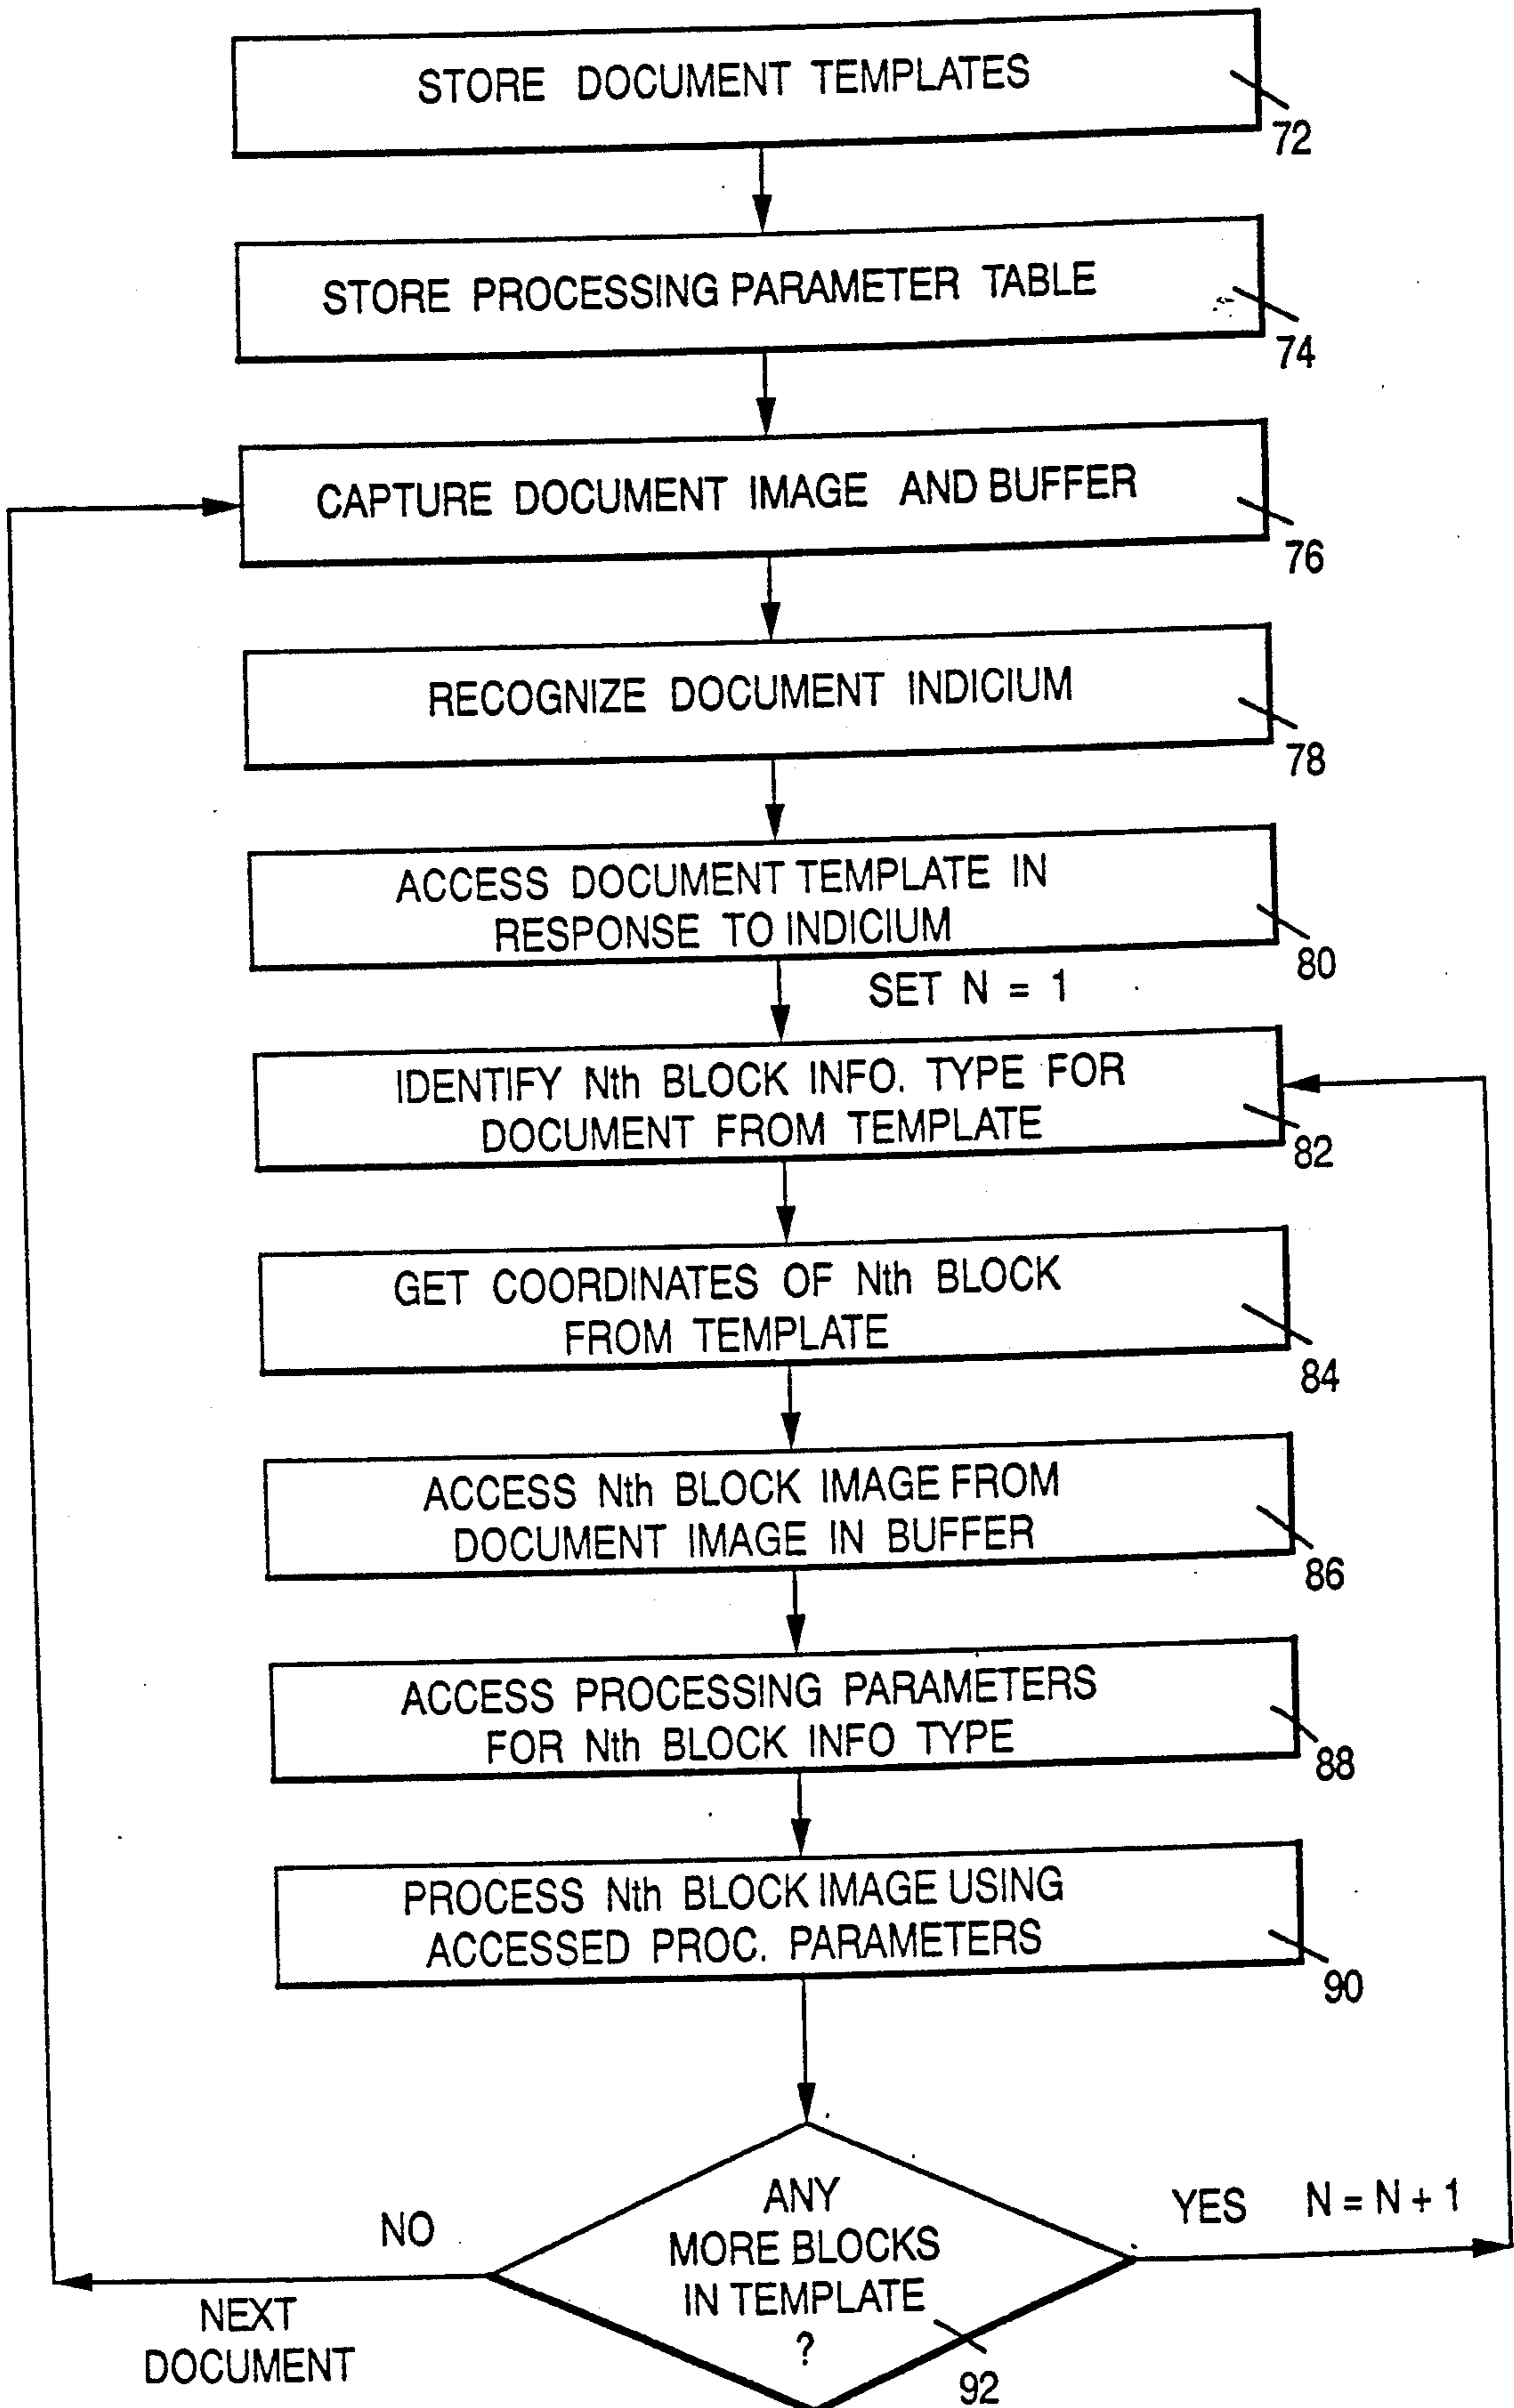 STORE DOCUMENT TEMPLATES
72
STORE PROCESSING PARAMETER TABLE
74
CAPTURE DOCUMENT IMAGE AND BUFFER
76
RECOGNIZE DOCUMENT INDICIUM
78
ACCESS DOCUMENT TEMPLATE IN
RESPONSE TO INDICIUM
80
SET N = 1
IDENTIFY Nth BLOCK INFO. TYPE FOR
DOCUMENT FROM TEMPLATE
82
GET COORDINATES OF Nth BLOCK
FROM TEMPLATE
84
ACCESS Nth BLOCK IMAGE FROM
DOCUMENT IMAGE IN BUFFER
86
ACCESS PROCESSING PARAMETERS
FOR Nth BLOCK INFO TYPE
88
PROCESS Nth BLOCK IMAGE USING
ACCESSED PROC. PARAMETERS
90
ANY
MORE BLOCKS
IN TEMPLATE
?
92
YES N = N + 1
NO
NEXT
DOCUMENT